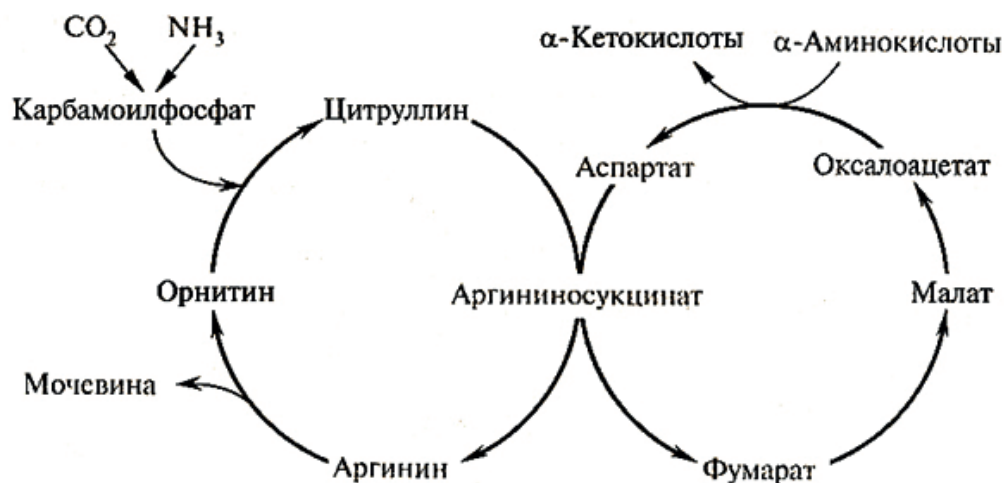 CO2
NH3
α-Кетокислоты
α-Аминокислоты
Карбамоилфосфат
Цитруллин
Аспартат
Оксалоацетат
Орнитин
Аргининосукцинат
Малат
Мочевина
Аргинин
Фумарат